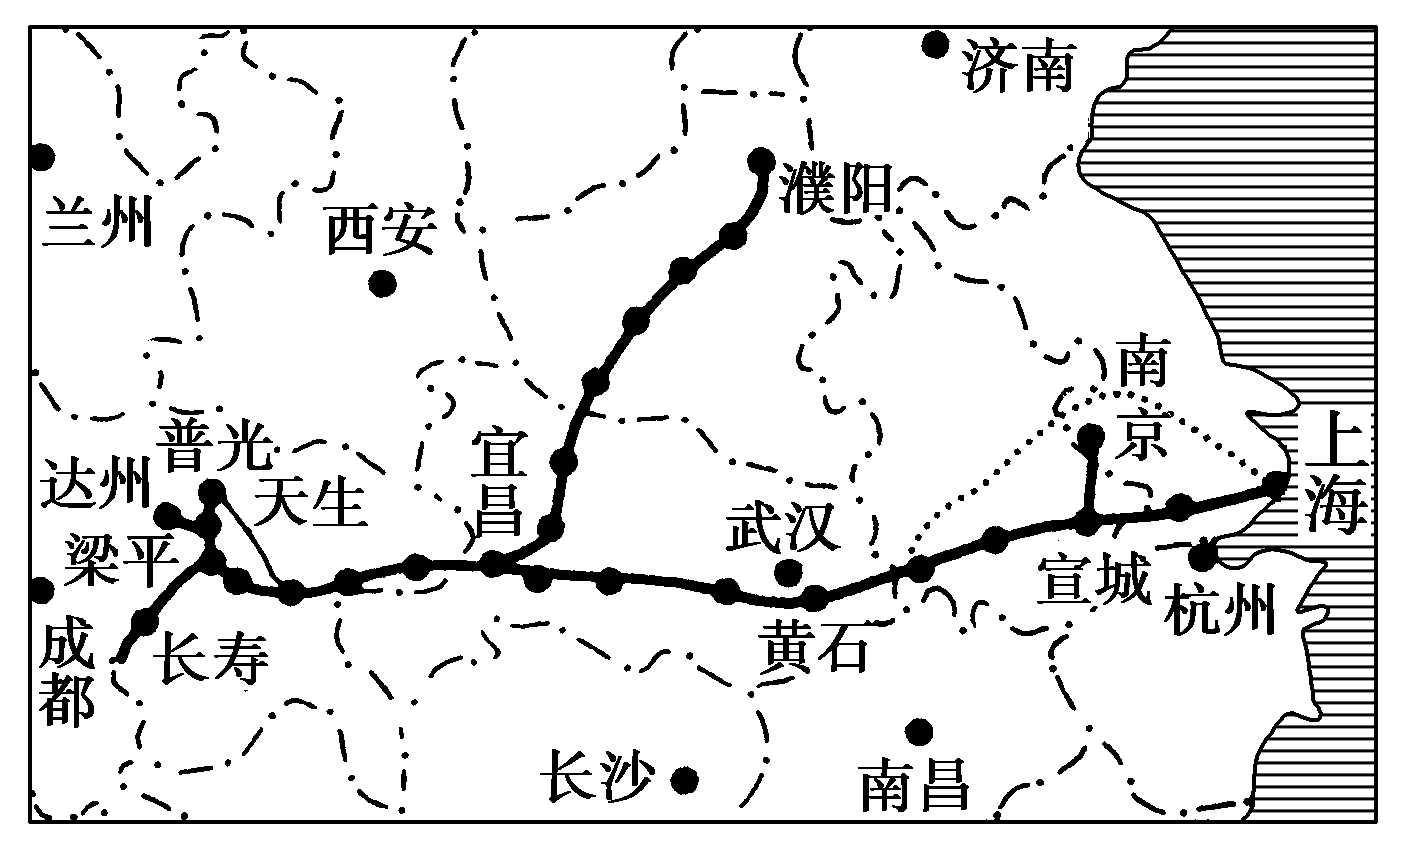 济南
濮阳
兰州
西安
南京
普光
宜昌
上海
达州
天生
武汉
梁平
宣城
杭州
成都
长寿
黄石
长沙
南昌